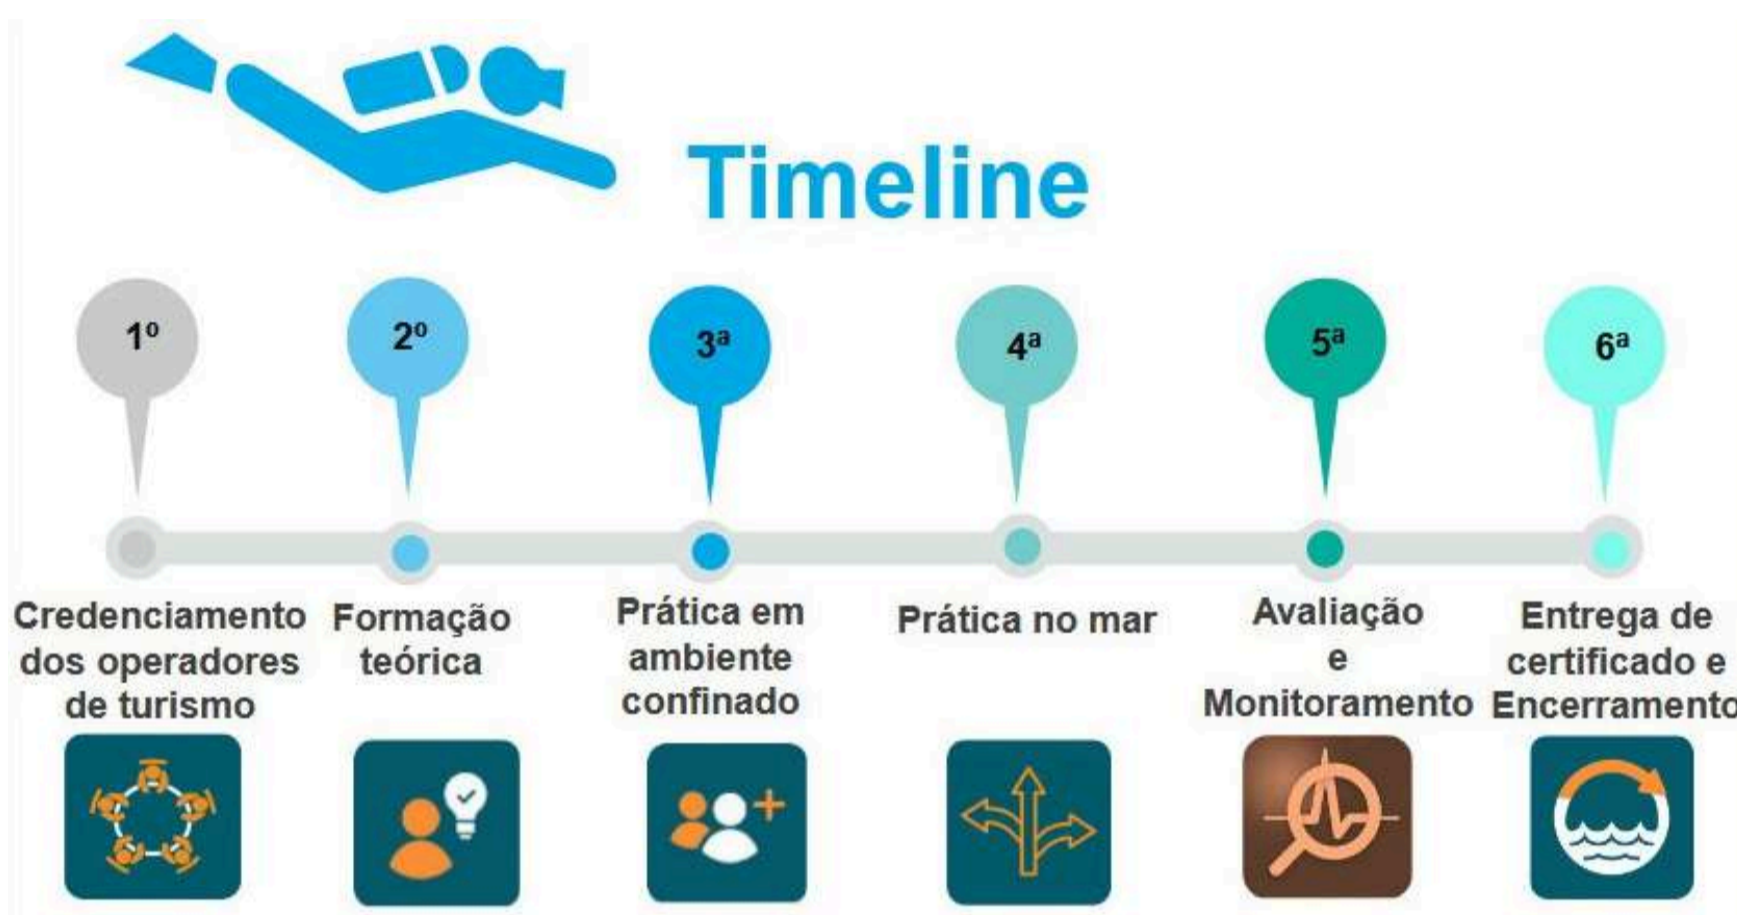 Timeline
1º
2º
3ª
4ª
5ª
6ª
Credenciamento
dos operadores
de turismo
Formação
teórica
Prática em
ambiente
confinado
Prática no mar
Avaliação
e
Monitoramento
Entrega de
certificado e
Encerramento